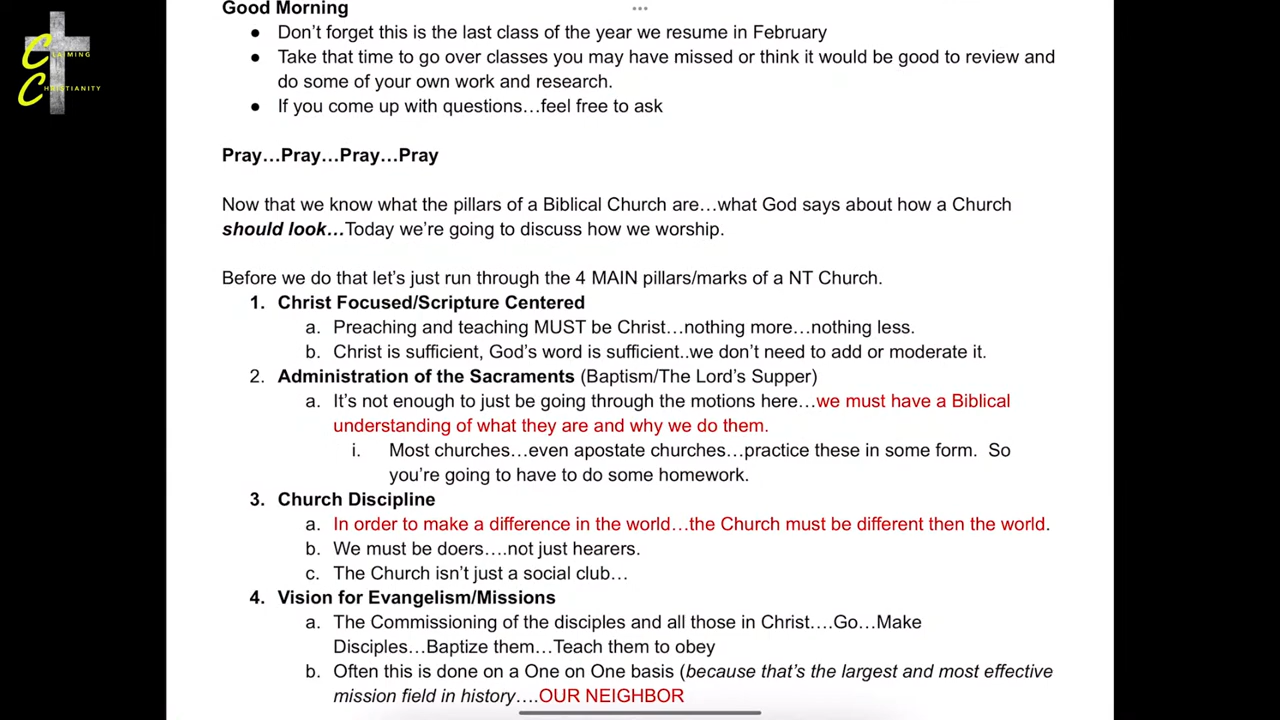 CLAIMING
CHRISTIANITY
Good Morning
● Don't forget this is the last class of the year we resume in February
● Take that time to go over classes you may have missed or think it would be good to review and
do some of your own work and research.
● If you come up with questions…feel free to ask
Pray…Pray…Pray…Pray
Now that we know what the pillars of a Biblical Church are…what God says about how a Church
should look…Today we're going to discuss how we worship.
Before we do that let's just run through the 4 MAIN pillars/marks of a NT Church.
1. Christ Focused/Scripture Centered
a. Preaching and teaching MUST be Christ…nothing more…nothing less.
b. Christ is sufficient, God's word is sufficient..we don't need to add or moderate it.
2. Administration of the Sacraments (Baptism/The Lord's Supper)
a. It's not enough to just be going through the motions here…we must have a Biblical
understanding of what they are and why we do them.
i. Most churches…even apostate churches…practice these in some form.  So
you're going to have to do some homework.
3. Church Discipline
a. In order to make a difference in the world…the Church must be different then the world.
b. We must be doers….not just hearers.
c. The Church isn't just a social club…
4. Vision for Evangelism/Missions
a. The Commissioning of the disciples and all those in Christ….Go…Make
Disciples…Baptize them…Teach them to obey
b. Often this is done on a One on One basis (because that's the largest and most effective
mission field in history….OUR NEIGHBOR